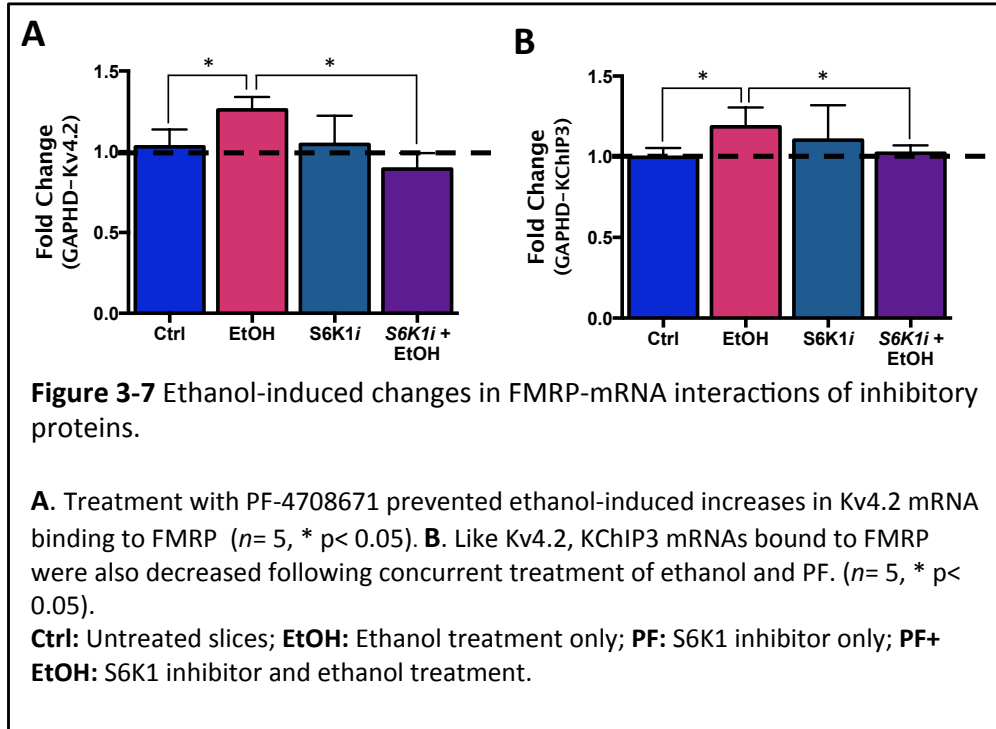 A
B
*
*
*
*
1.5
1.0
0.5
0.0
Fold Change
(GAPHD–Kv4.2)
Ctrl
EtOH
S6K1i
S6K1i +
EtOH
1.5
1.0
0.5
0.0
Fold Change
(GAPHD–KChIP3)
Ctrl
EtOH
S6K1i
S6K1i +
EtOH
Figure 3-7 Ethanol-induced changes in FMRP-mRNA interactions of inhibitory
proteins.
A. Treatment with PF-4708671 prevented ethanol-induced increases in Kv4.2 mRNA
binding to FMRP (n= 5, * p< 0.05). B. Like Kv4.2, KChIP3 mRNAs bound to FMRP
were also decreased following concurrent treatment of ethanol and PF. (n= 5, * p<
0.05).
Ctrl: Untreated slices; EtOH: Ethanol treatment only; PF: S6K1 inhibitor only; PF+
EtOH: S6K1 inhibitor and ethanol treatment.